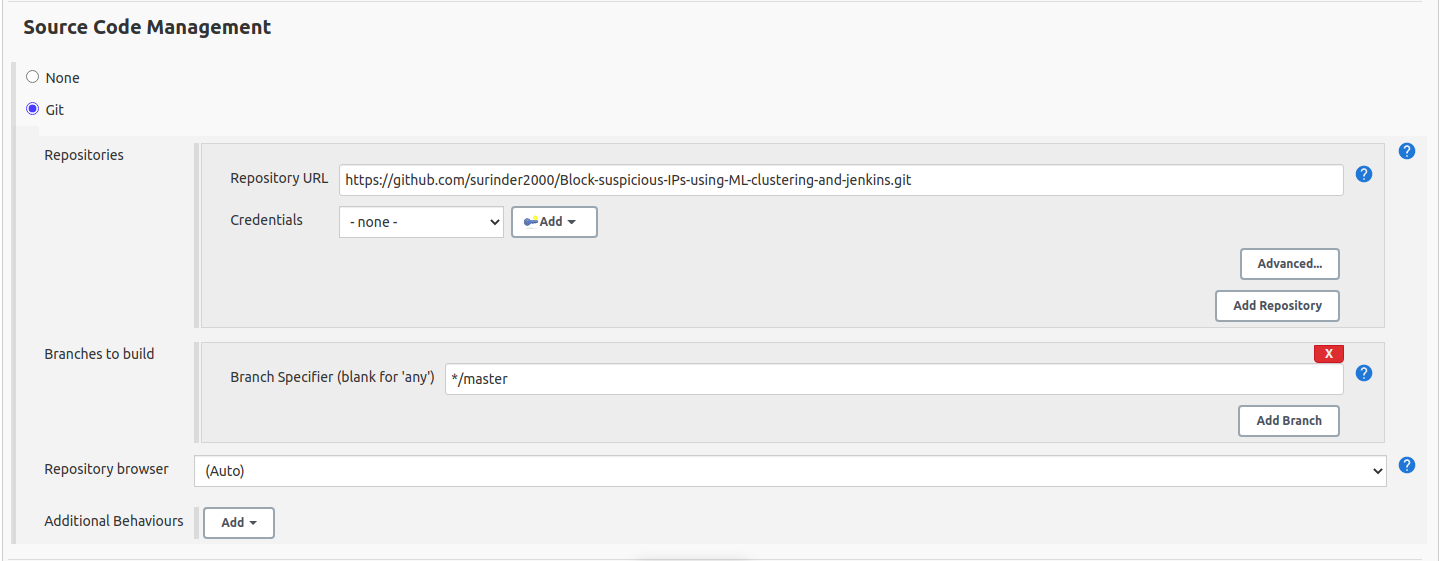 Source Code Management
None
Git
Repositories
?
Repository URL https://github.com/surinder2000/Block-suspicious-IPs-using-ML-clustering-and-jenkins.git ?
Credentials - none - Add
Advanced...
Add Repository
Branches to build
X
Branch Specifier (blank for 'any') */master ?
Add Branch
Repository browser (Auto) ?
Additional Behaviours Add